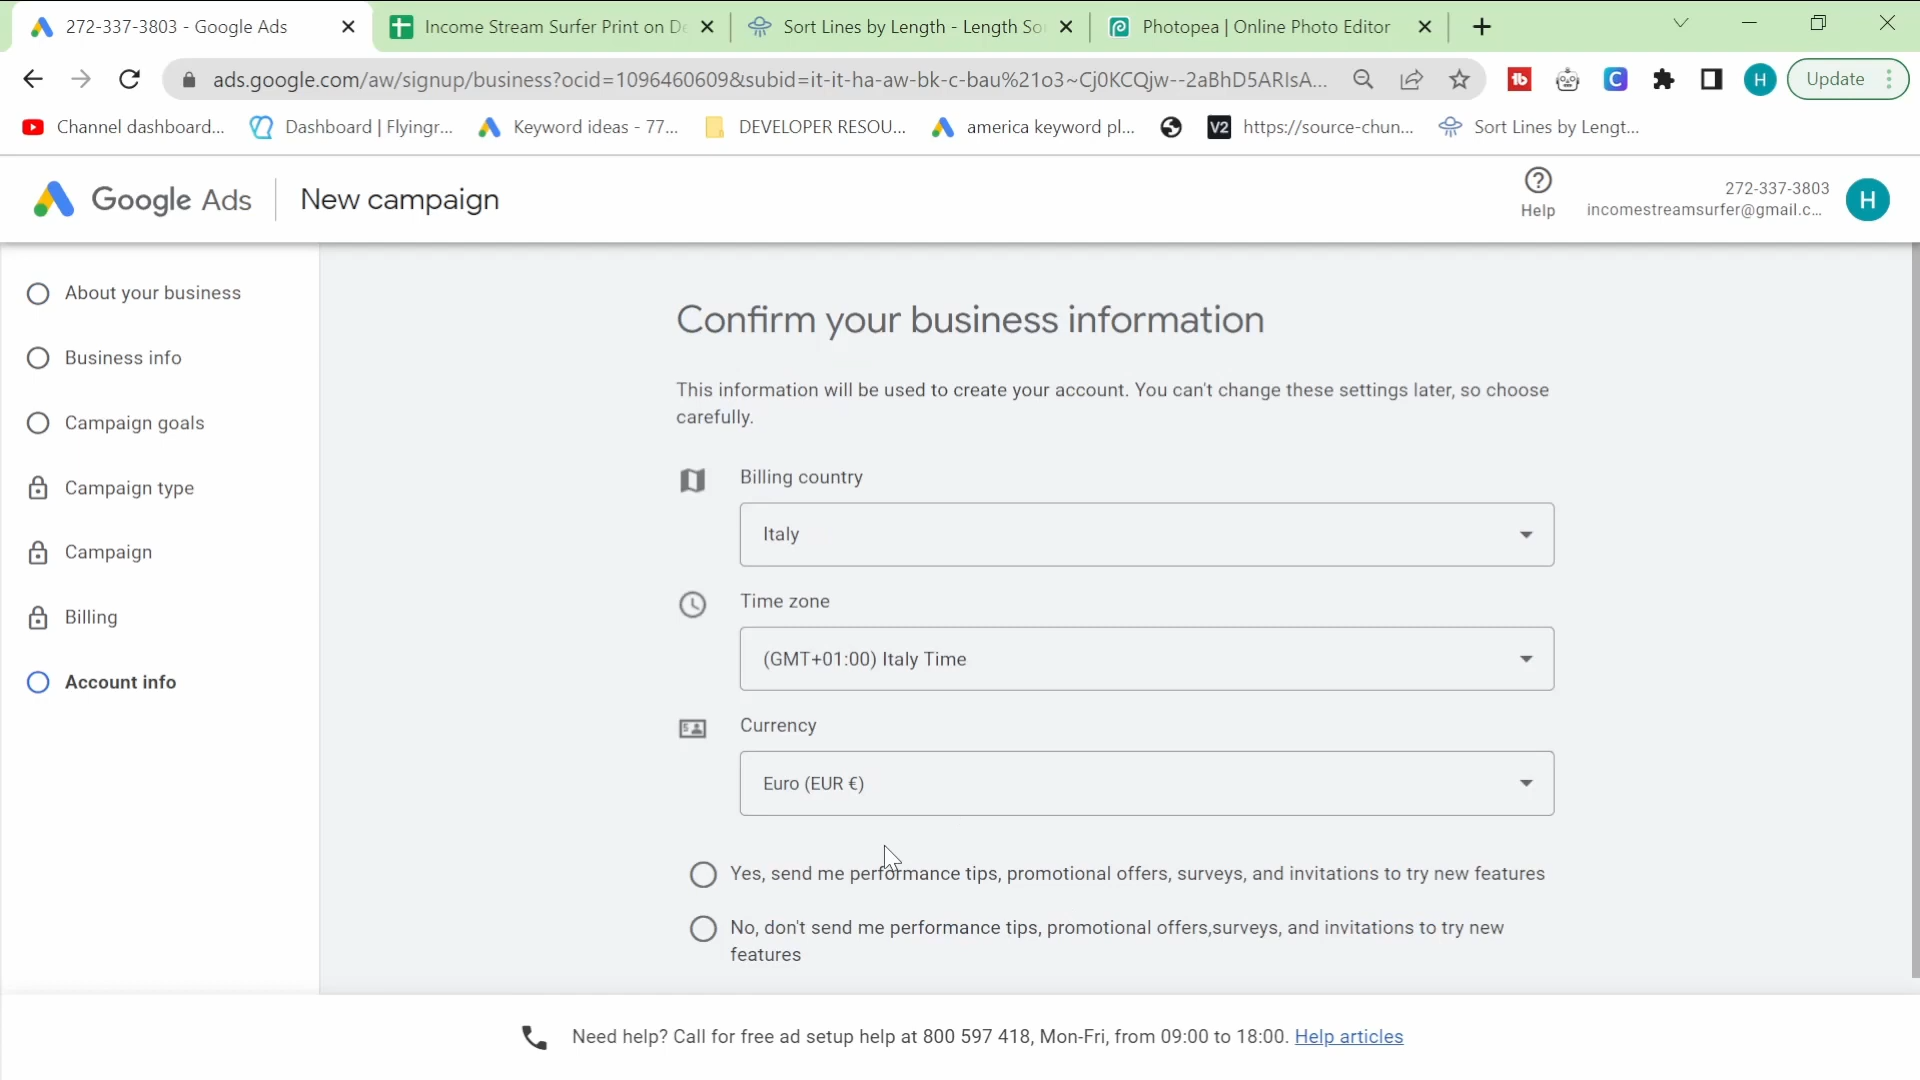 272-337-3803 - Google Ads
Income Stream Surfer Print on De
Sort Lines by Length - Length So
Photopea | Online Photo Editor
ads.google.com/aw/signup/business?ocid=1096460609&subid=it-it-ha-aw-bk-c-bau%21o3~Cj0KCQjw--2aBhD5ARIsA...
tb
C
H
Update
Channel dashboard...
Dashboard | Flyingr...
Keyword ideas - 77...
DEVELOPER RESOU...
america keyword pl...
V2
https://source-chun...
Sort Lines by Lengt...
Google Ads
New campaign
Help
272-337-3803
incomestreamsurfer@gmail.c...
H
About your business
Business info
Campaign goals
Campaign type
Campaign
Billing
Account info
Confirm your business information
This information will be used to create your account. You can't change these settings later, so choose
carefully.
Billing country
Italy
Time zone
(GMT+01:00) Italy Time
Currency
Euro (EUR €)
Yes, send me performance tips, promotional offers, surveys, and invitations to try new features
No, don't send me performance tips, promotional offers,surveys, and invitations to try new
features
Need help? Call for free ad setup help at 800 597 418, Mon-Fri, from 09:00 to 18:00. Help articles